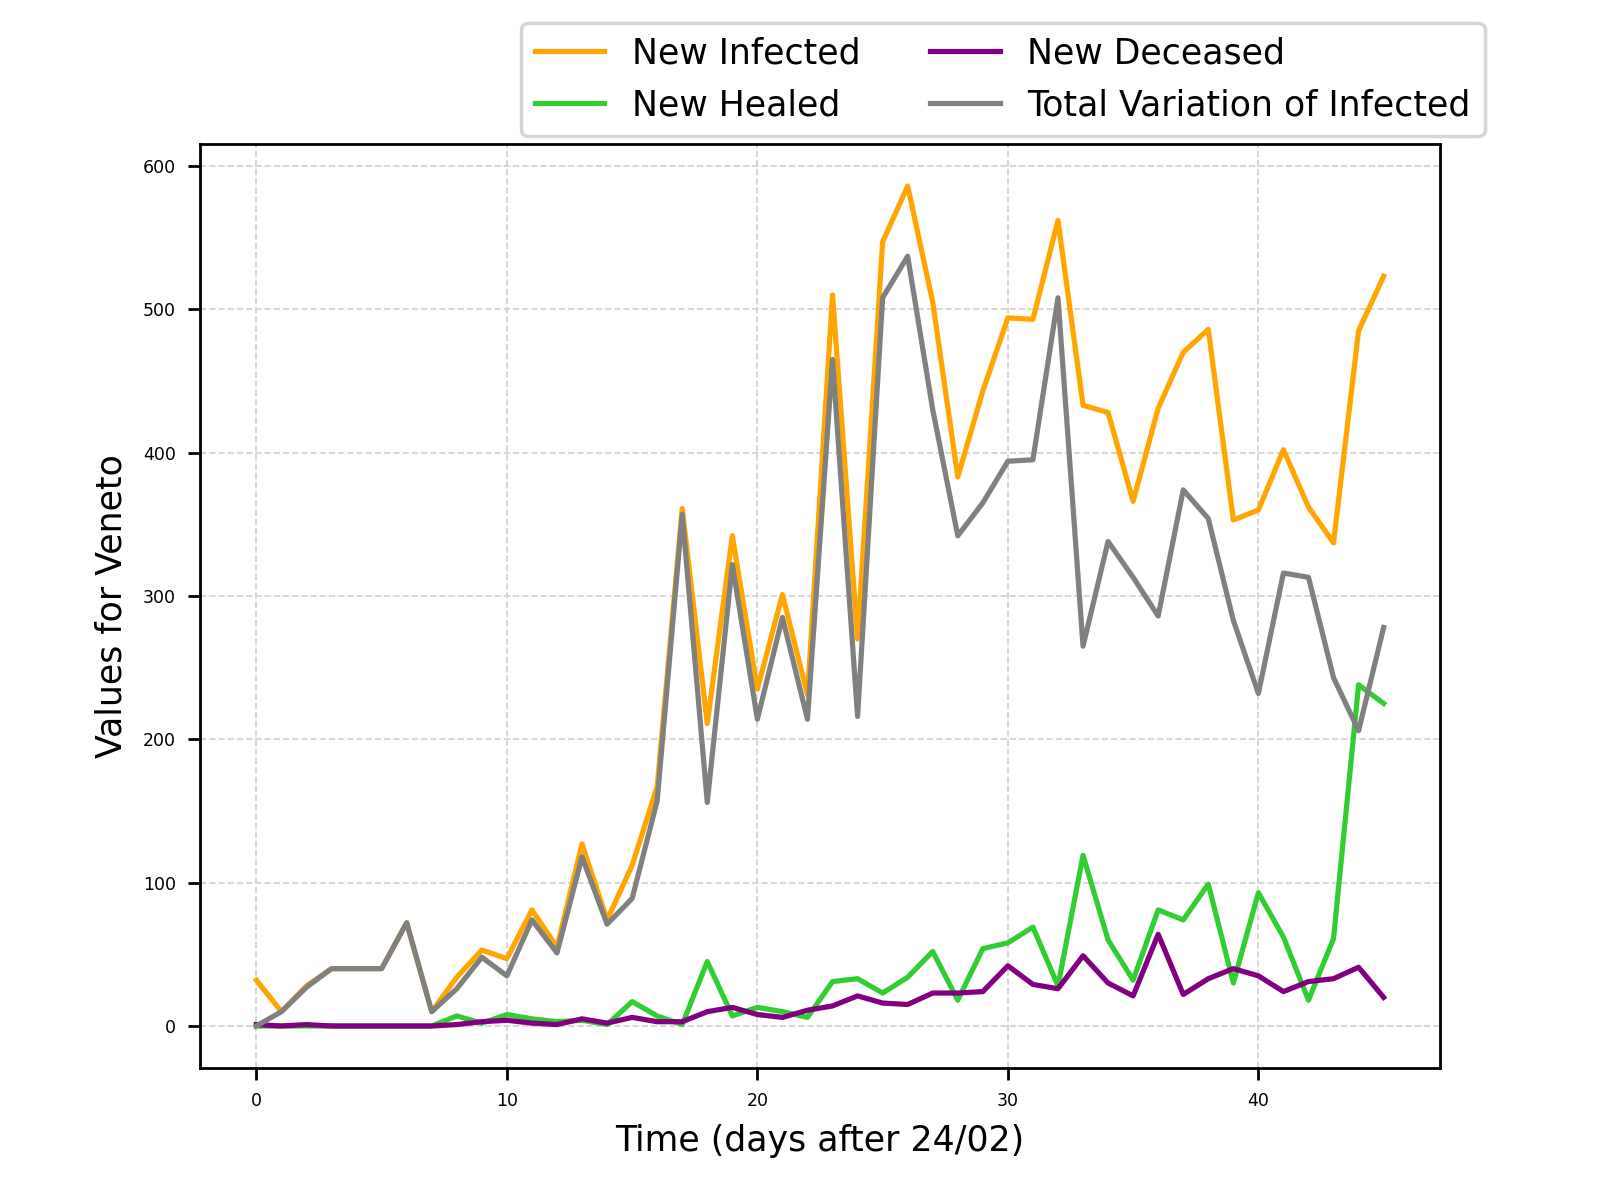 New Infected
New Healed
New Deceased
Total Variation of Infected
600
500
400
300
200
100
0
Values for Veneto
0 10 20 30 40
Time (days after 24/02)